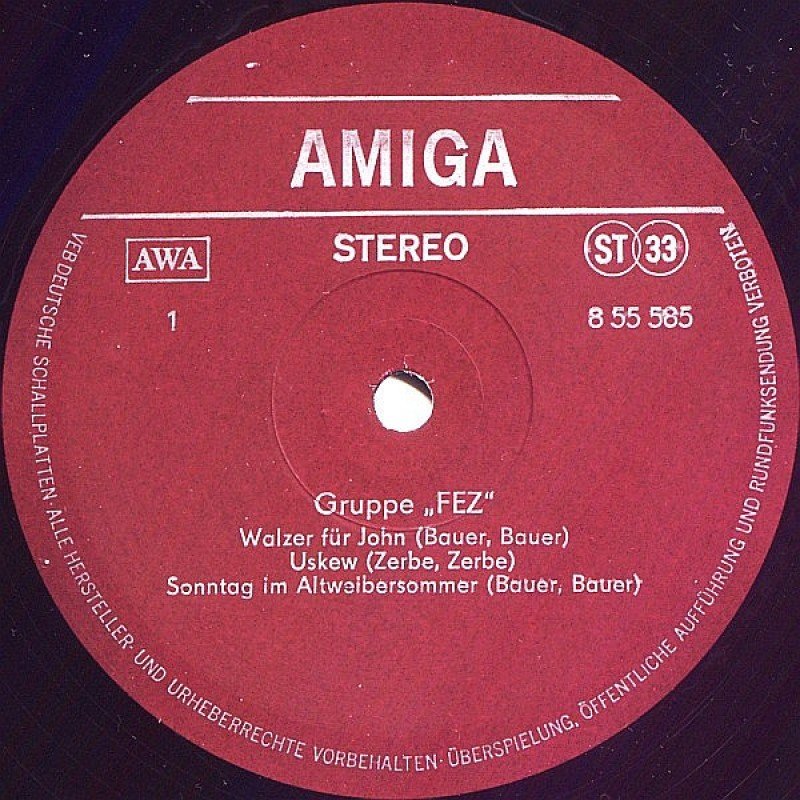 AMIGA
AWA
STEREO
ST 33
1
8 55 585
Gruppe „FEZ“
Walzer für John (Bauer, Bauer)
Uskew (Zerbe, Zerbe)
Sonntag im Altweibersommer (Bauer, Bauer)
VEB DEUTSCHE SCHALLPLATTEN · ALLE HERSTELLER- UND URHEBERRECHTE VORBEHALTEN · ÜBERSPIELUNG, ÖFFENTLICHE AUFFÜHRUNG UND RUNDFUNKSENDUNG VERBOTEN